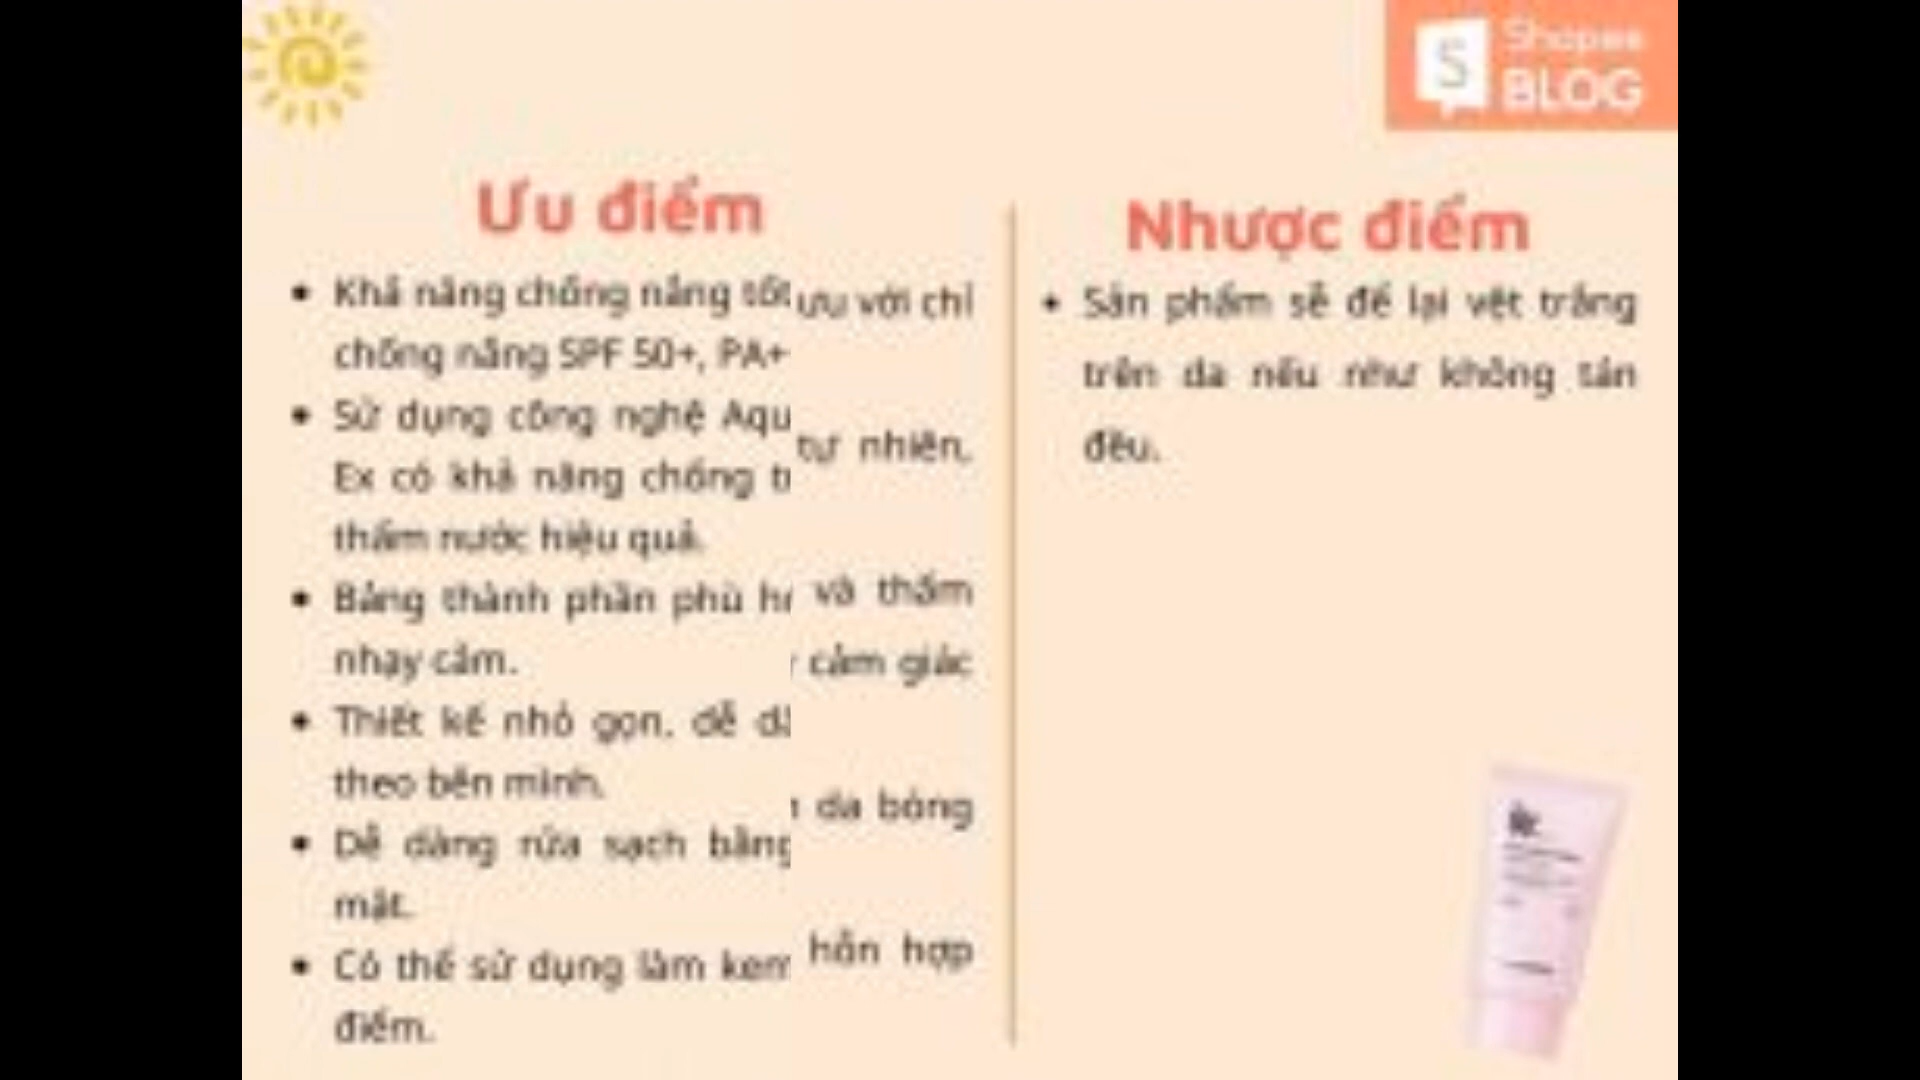 Shopee
BLOG
Ưu điểm
Khả năng chống nắng
chống nắng SPF 50+, PA+
Sử dụng công nghệ Aqu
Ex có khả năng chống
thấm nước hiệu quả.
Bảng thành phần phù
nhạy cảm.
Thiết kế nhỏ gọn, dễ
theo bên mình.
Dễ dàng rửa sạch bằng
mặt.
Có thể sử dụng làm
điểm.
ưu với chỉ
tự nhiên,
và thấm
cảm giác
da bóng
hỗn hợp
Nhược điểm
Sản phẩm sẽ để lại vệt trắng
trên da nếu như không tán
đều.